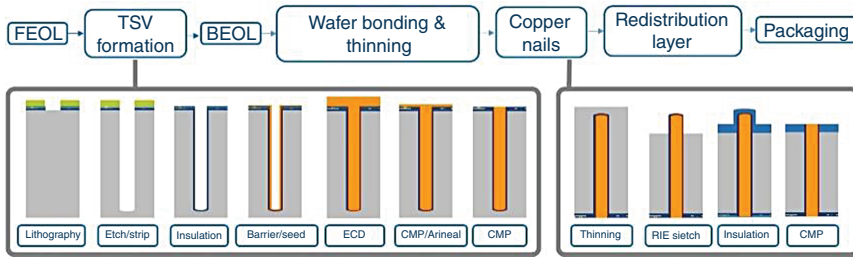 FEOL
TSV
formation
BEOL
Wafer bonding &
thinning
Copper
nails
Redistribution
layer
Packaging
Lithography
Etch/strip
Insulation
Barrier/seed
ECD
CMP/Arineal
CMP
Thinning
RIE sietch
Insulation
CMP